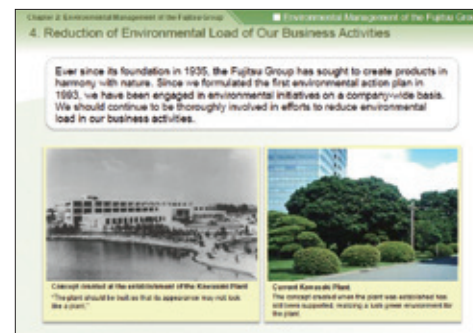 Chapter 2: Environmental Management of the Fujitsu Group
Environmental Management of the Fujitsu Gro
4. Reduction of Environmental Load of Our Business Activities
Ever since its foundation in 1935, the Fujitsu Group has sought to create products in
harmony with nature. Since we formulated the first environmental action plan in
1993, we have been engaged in environmental initiatives on a company-wide basis.
We should continue to be thoroughly involved in efforts to reduce environmental
load in our business activities.
Concept created at the establishment of the Kawasaki Plant
"The plant should be built so that its appearance may not look
like a plant."
Current Kawasaki Plant
The concept created when the plant was established has
still been supported, realizing a lush green environment for
the plant.